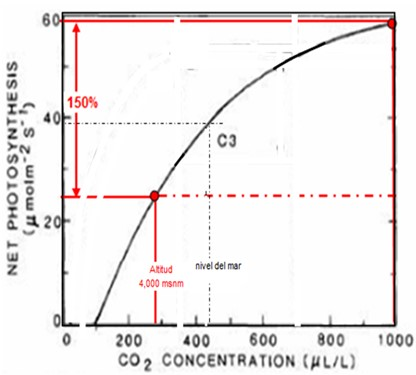 NET PHOTOSYNTHESIS
(μmolm-2 S-1)
60
40
20
0
150%
C3
Altitud
4,000 msnm
nivel del mar
0 200 400 600 800 1000
CO2 CONCENTRATION (μL/L)